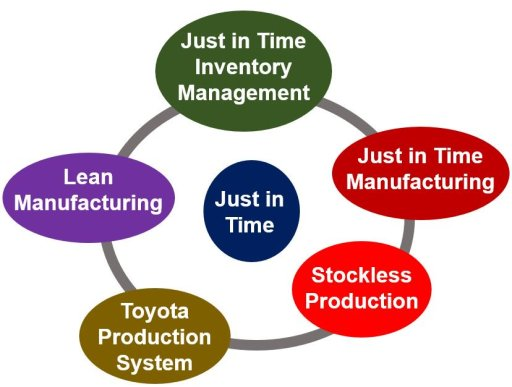 Just in Time
Inventory
Management
Just in Time
Manufacturing
Lean
Manufacturing
Just in
Time
Stockless
Production
Toyota
Production
System